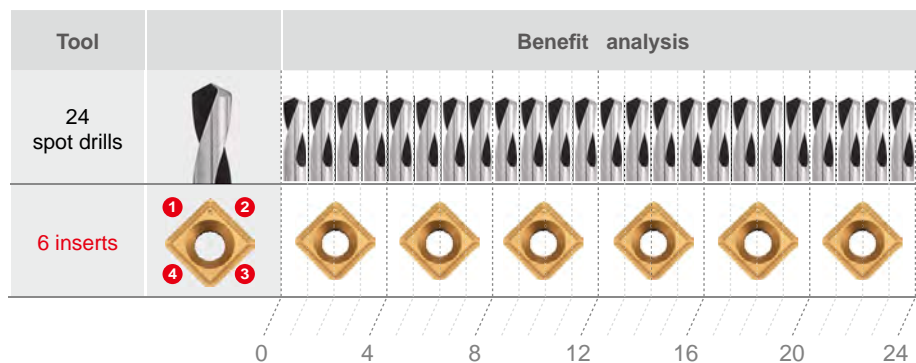 Tool
Benefit analysis
24
spot drills
1 2
6 inserts
4 3
0 4 8 12 16 20 24